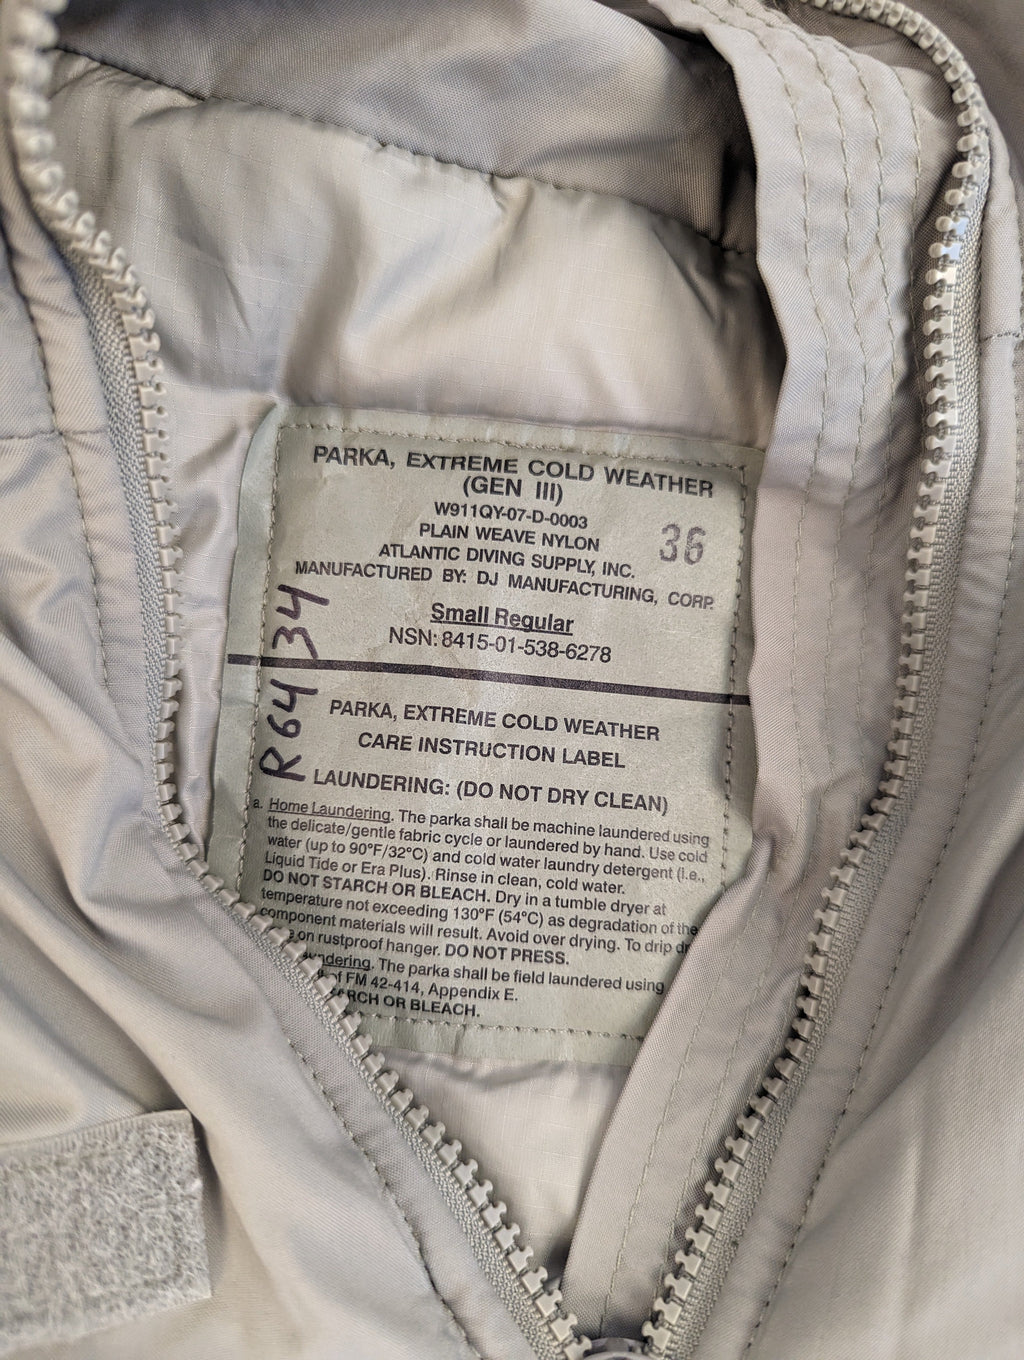 PARKA, EXTREME COLD WEATHER
(GEN III)
W911QY-07-D-0003
PLAIN WEAVE NYLON
36
ATLANTIC DIVING SUPPLY, INC.
MANUFACTURED BY: DJ MANUFACTURING, CORP.
Small Regular
NSN: 8415-01-538-6278
R64 34
PARKA, EXTREME COLD WEATHER
CARE INSTRUCTION LABEL
LAUNDERING: (DO NOT DRY CLEAN)
a. Home Laundering. The parka shall be machine laundered using
the delicate/gentle fabric cycle or laundered by hand. Use cold
water (up to 90°F/32°C) and cold water laundry detergent (i.e.,
Liquid Tide or Era Plus). Rinse in clean, cold water.
DO NOT STARCH OR BLEACH. Dry in a tumble dryer at
temperature not exceeding 130°F (54°C) as degradation of the
component materials will result. Avoid over drying. To drip
on rustproof hanger. DO NOT PRESS.
The parka shall be field laundered using
of FM 42-414, Appendix E.
OR BLEACH.